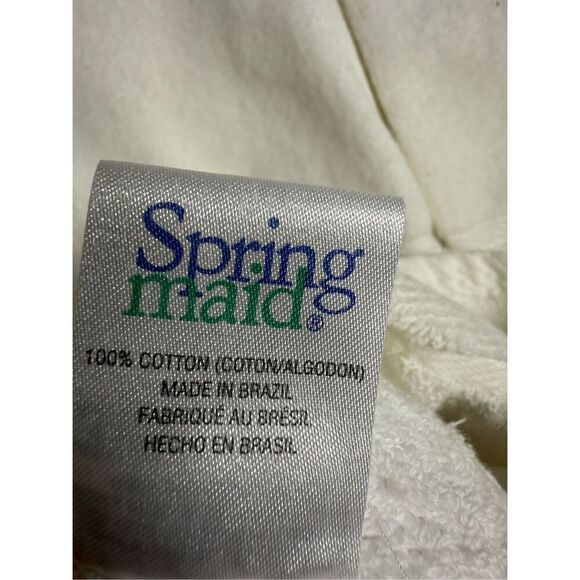 Spring
maid®
100% COTTON (COTON/ALGODON)
MADE IN BRAZIL
FABRIQUÉ AU BRESIL
HECHO EN BRASIL